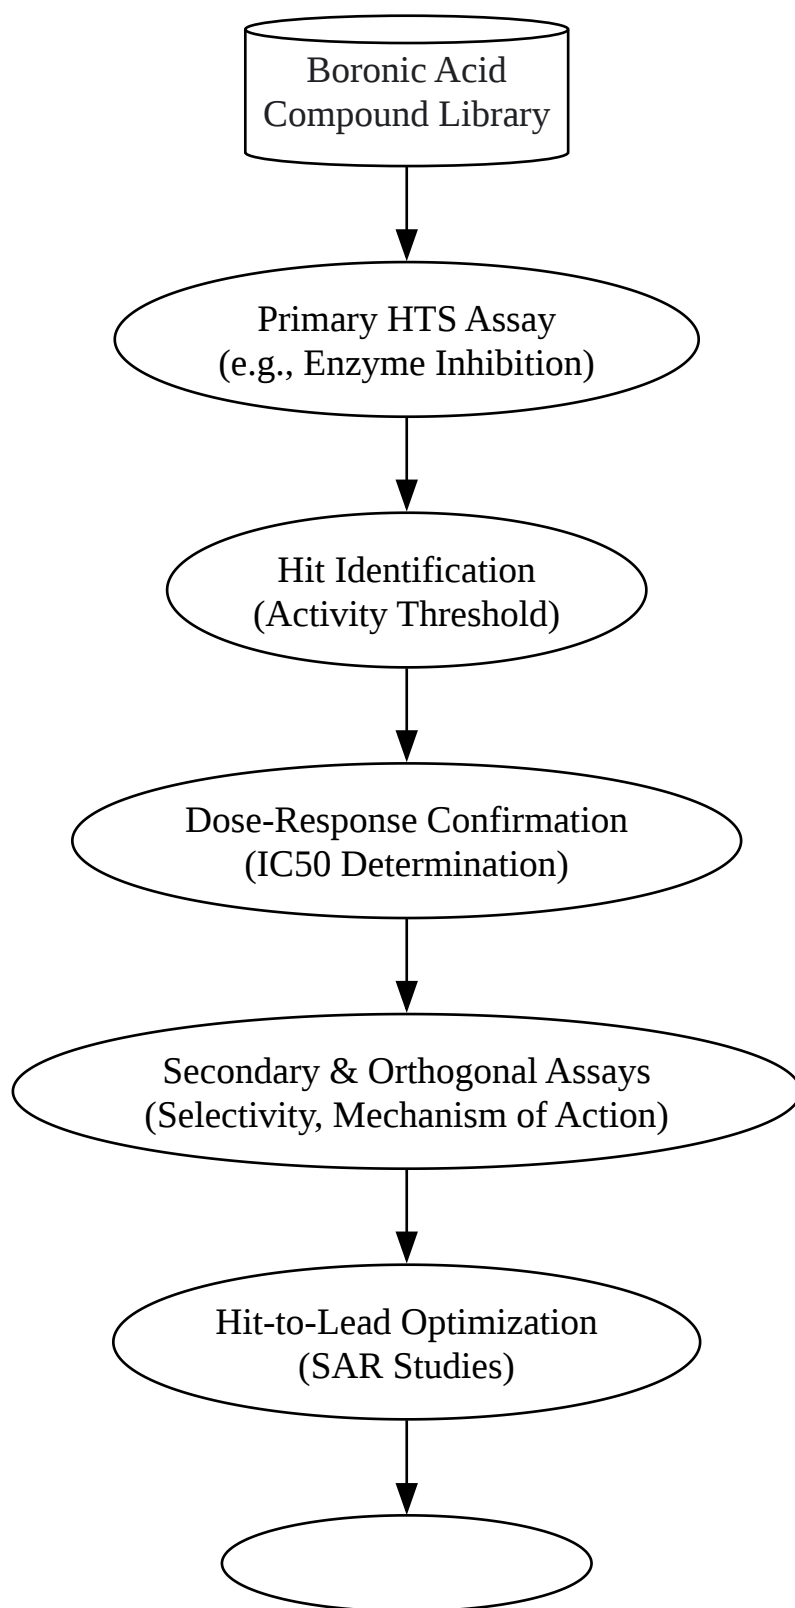 Boronic Acid
Compound Library
Primary HTS Assay
(e.g., Enzyme Inhibition)
Hit Identification
(Activity Threshold)
Dose-Response Confirmation
(IC50 Determination)
Secondary & Orthogonal Assays
(Selectivity, Mechanism of Action)
Hit-to-Lead Optimization
(SAR Studies)